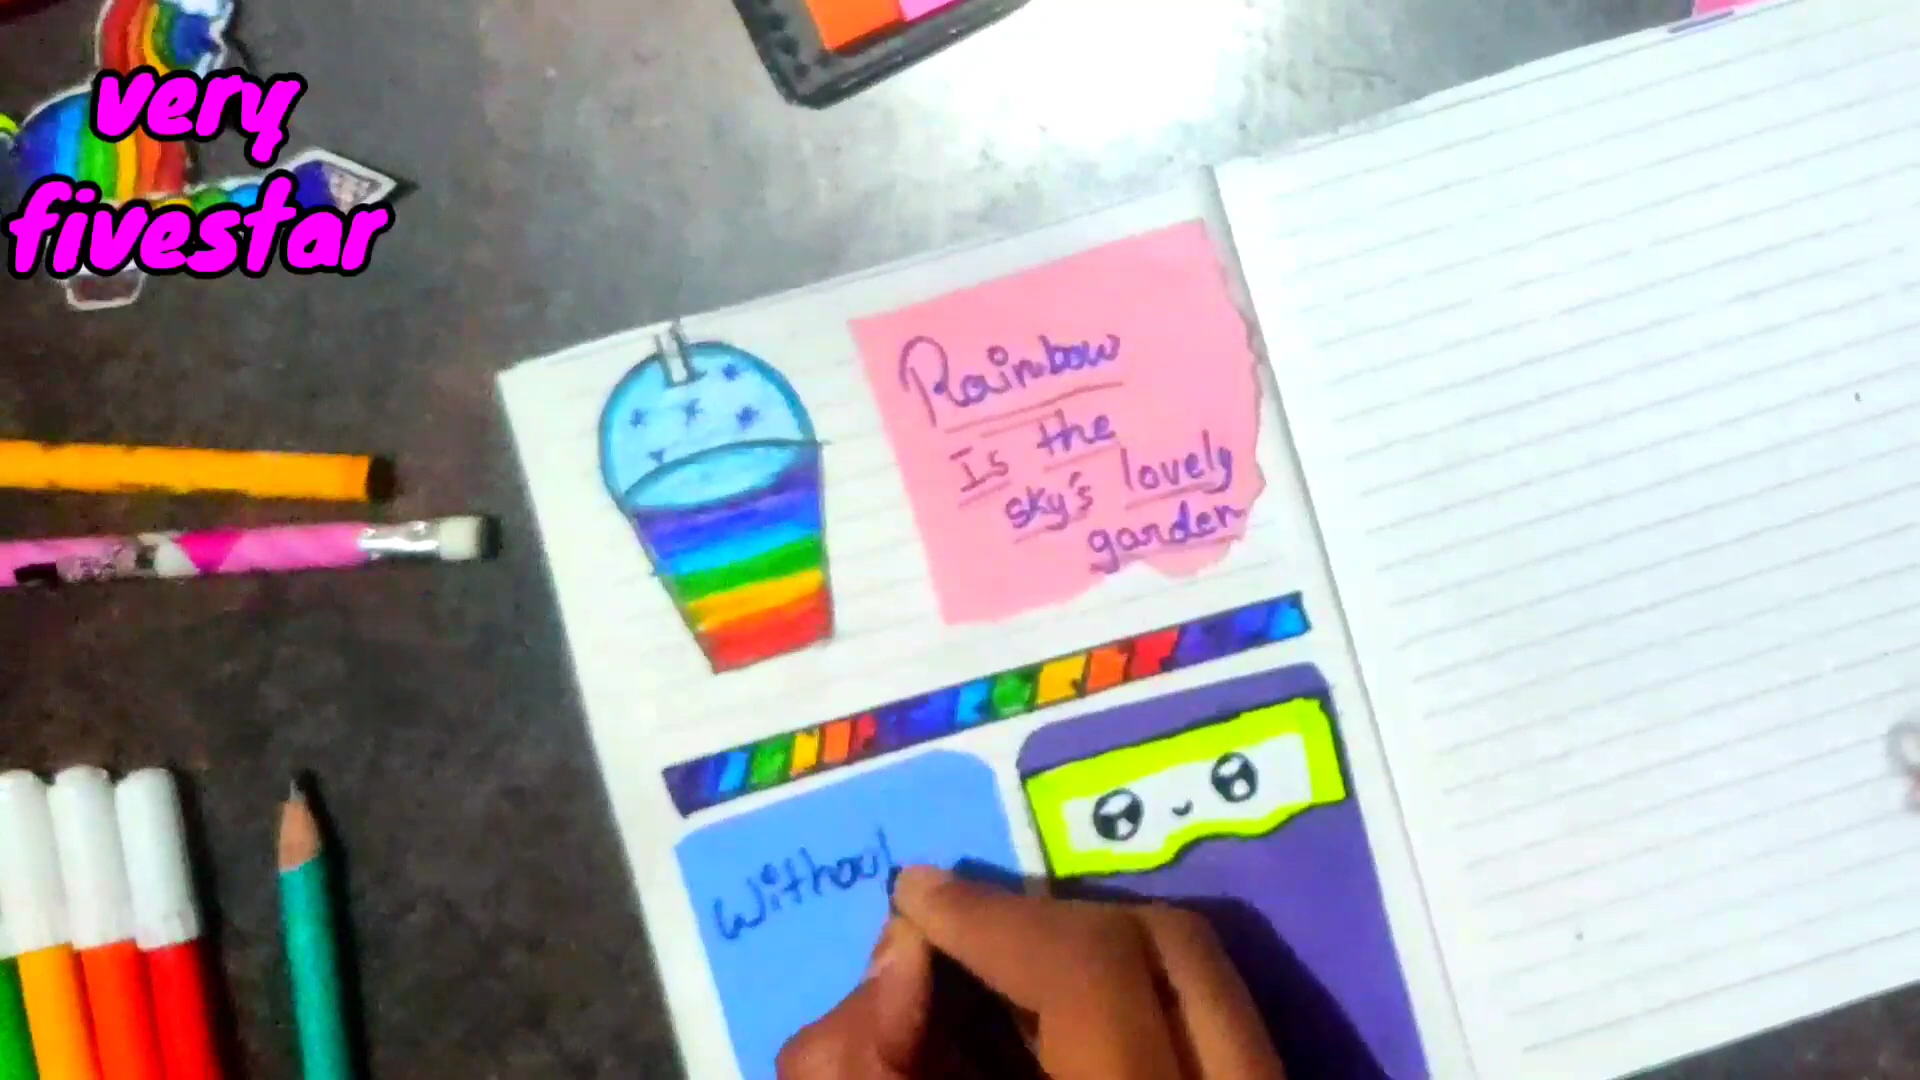 very
fivestar
Rainbow
Is the
sky's lovely
garden
Without